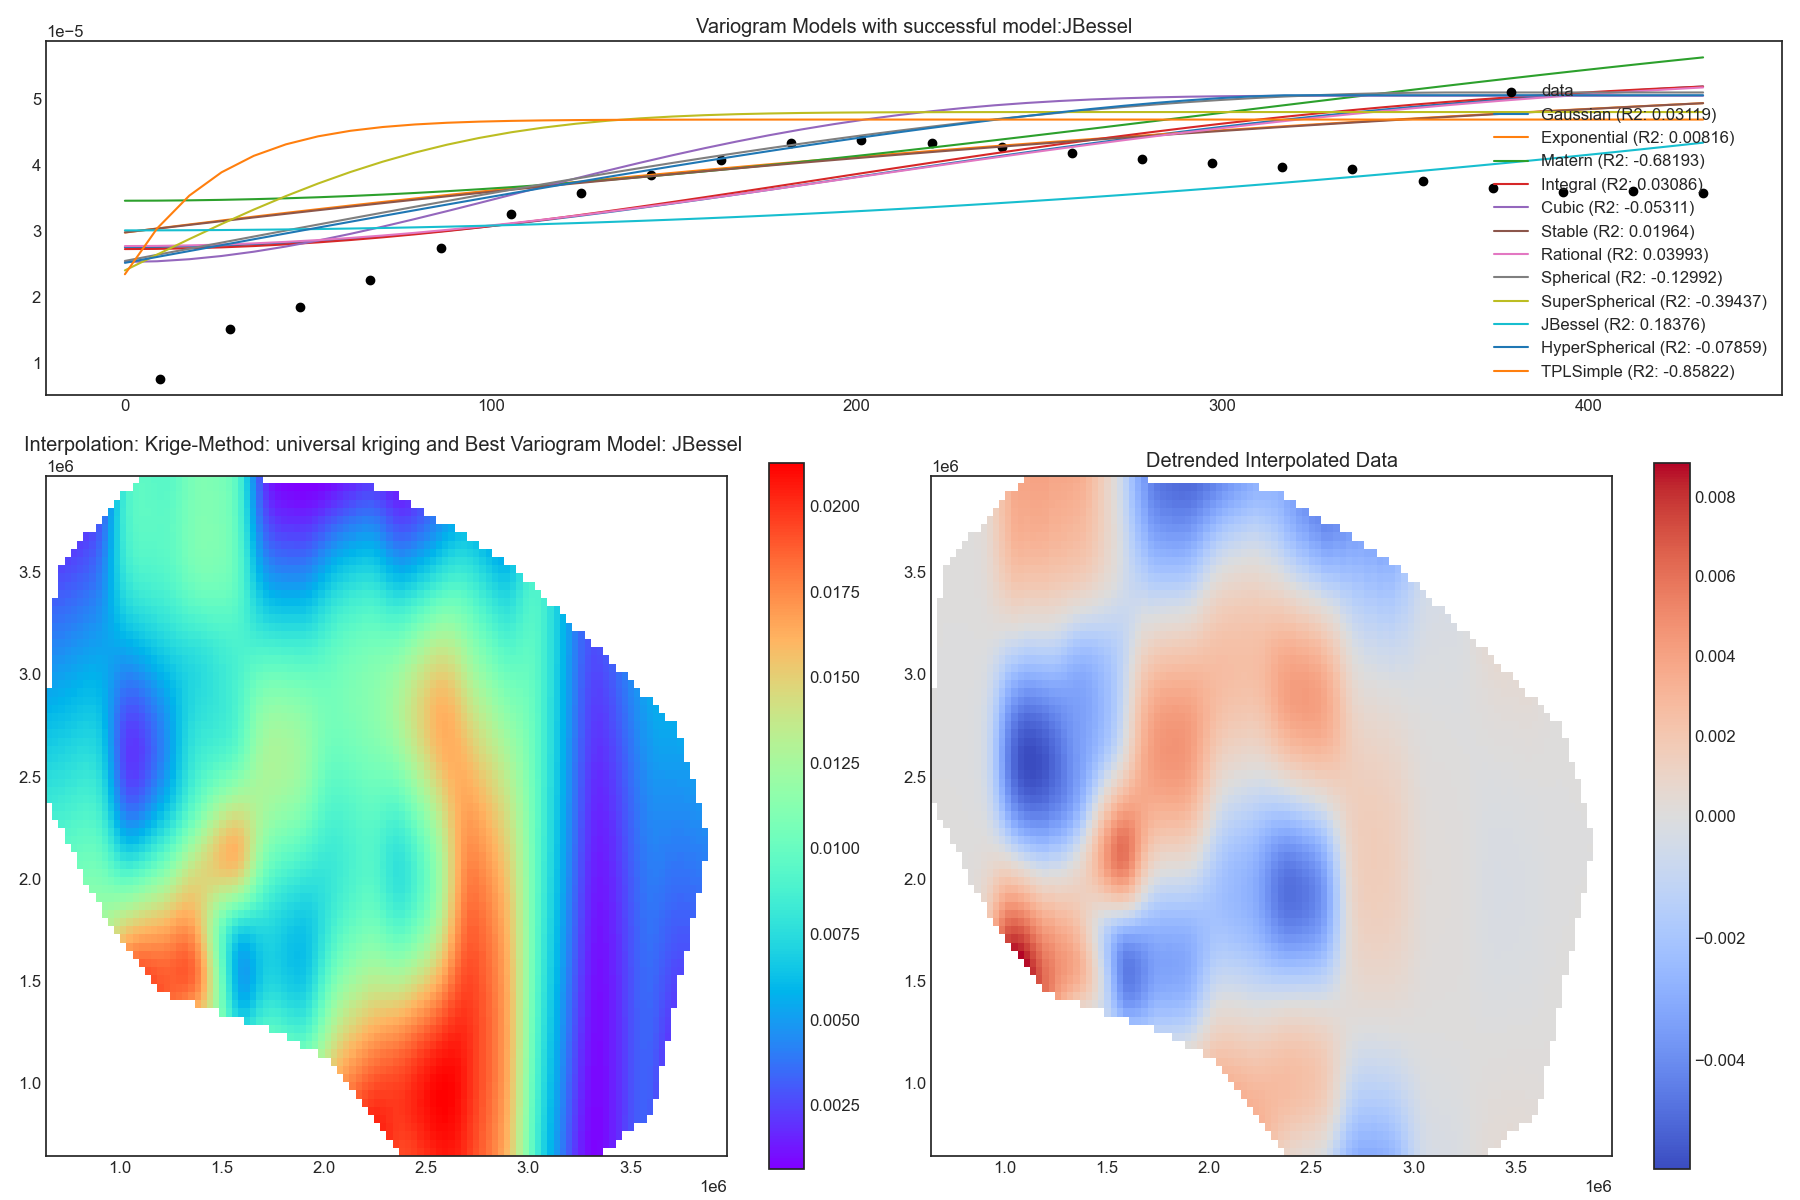 Variogram Models with successful model:JBessel
1e−5
5
4
3
2
1
data
Gaussian (R2: 0.03119)
Exponential (R2: 0.00816)
Matern (R2: -0.68193)
Integral (R2: 0.03086)
Cubic (R2: -0.05311)
Stable (R2: 0.01964)
Rational (R2: 0.03993)
Spherical (R2: -0.12992)
SuperSpherical (R2: -0.39437)
JBessel (R2: 0.18376)
HyperSpherical (R2: -0.07859)
TPLSimple (R2: -0.85822)
0 100 200 300 400
Interpolation: Krige-Method: universal kriging and Best Variogram Model: JBessel
1e6
3.5
3.0
2.5
2.0
1.5
1.0
1.0 1.5 2.0 2.5 3.0 3.5
1e6
0.0200
0.0175
0.0150
0.0125
0.0100
0.0075
0.0050
0.0025
Detrended Interpolated Data
1e6
3.5
3.0
2.5
2.0
1.5
1.0
1.0 1.5 2.0 2.5 3.0 3.5
1e6
0.008
0.006
0.004
0.002
0.000
−0.002
−0.004